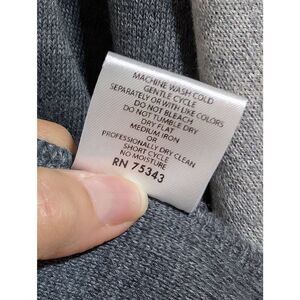 MACHINE WASH COLD
GENTLE CYCLE
SEPARATELY OR WITH LIKE COLORS
DO NOT BLEACH
DO NOT TUMBLE DRY
DRY FLAT
MEDIUM IRON
OR
PROFESSIONALLY DRY CLEAN
SHORT CYCLE
NO MOISTURE
RN 75343